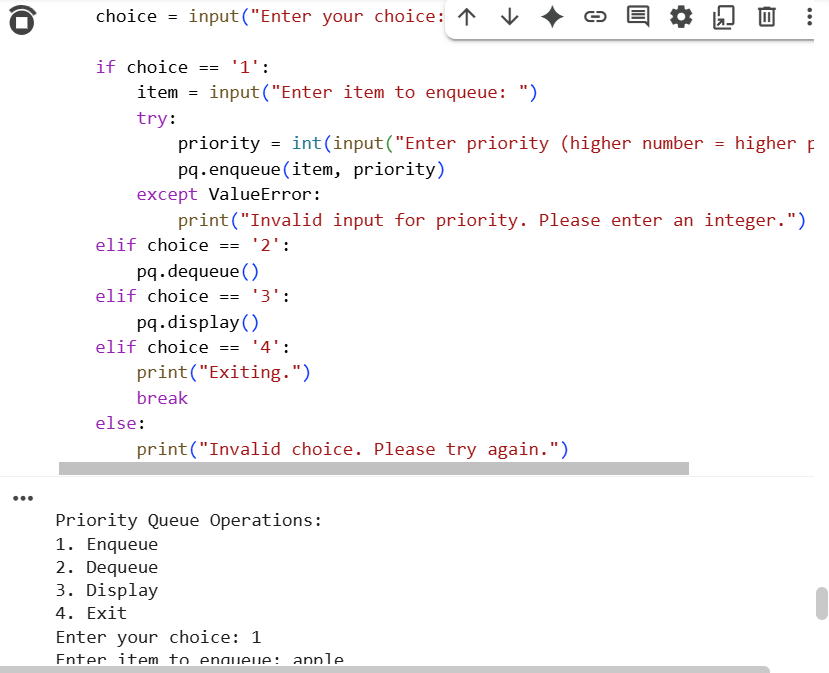 choice = input("Enter your choice:
if choice == '1':
item = input("Enter item to enqueue: ")
try:
priority = int(input("Enter priority (higher number = higher p
pq.enqueue(item, priority)
except ValueError:
print("Invalid input for priority. Please enter an integer.")
elif choice == '2':
pq.dequeue()
elif choice == '3':
pq.display()
elif choice == '4':
print("Exiting.")
break
else:
print("Invalid choice. Please try again.")
Priority Queue Operations:
1. Enqueue
2. Dequeue
3. Display
4. Exit
Enter your choice: 1
Enter item to enqueue: apple